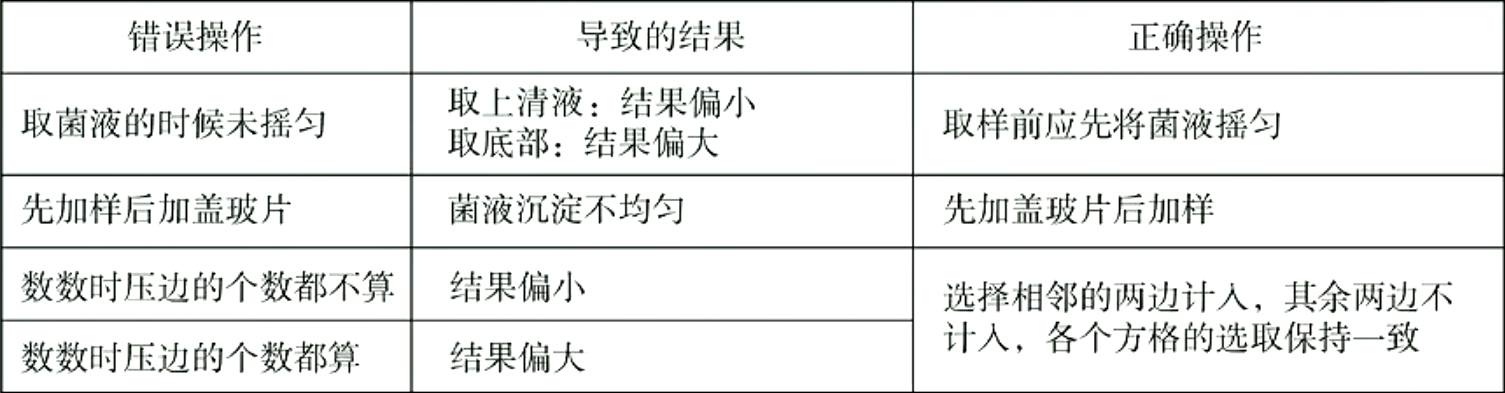 错误操作 导致的结果 正确操作
取菌液的时候未摇匀
取上清液：结果偏小
取底部：结果偏大
取样前应先将菌液摇匀
先加样后加盖玻片 菌液沉淀不均匀 先加盖玻片后加样
数数时压边的个数都不算 结果偏小
数数时压边的个数都算 结果偏大
选择相邻的两边计入，其余两边不
计入，各个方格的选取保持一致